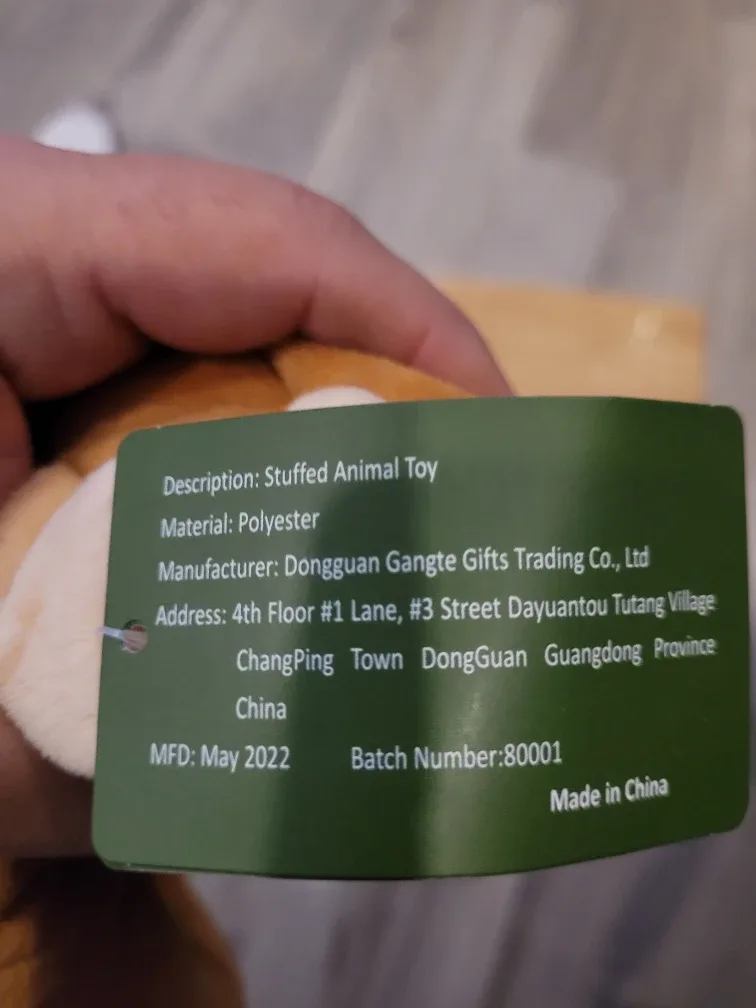 Description: Stuffed Animal Toy
Material: Polyester
Manufacturer: Dongguan Gangte Gifts Trading Co., Ltd
Address: 4th Floor #1 Lane, #3 Street Dayuantou Tutang Village
ChangPing Town DongGuan Guangdong Province
China
MFD: May 2022 Batch Number:80001
Made in China